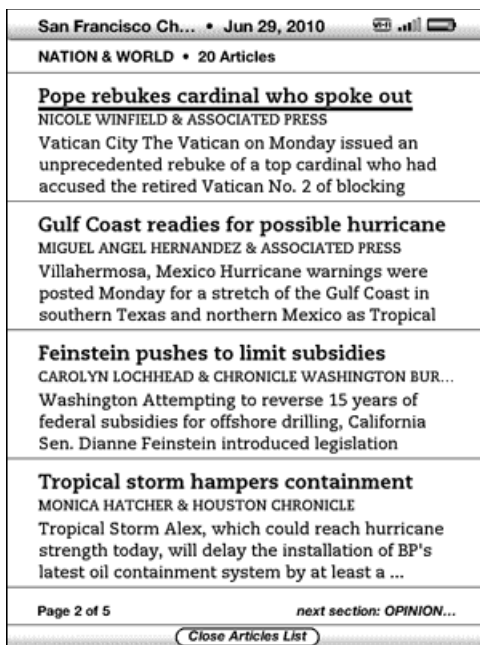 San Francisco Ch... • Jun 29, 2010
NATION & WORLD • 20 Articles
Pope rebukes cardinal who spoke out
NICOLE WINFIELD & ASSOCIATED PRESS
Vatican City The Vatican on Monday issued an
unprecedented rebuke of a top cardinal who had
accused the retired Vatican No. 2 of blocking
Gulf Coast readies for possible hurricane
MIGUEL ANGEL HERNANDEZ & ASSOCIATED PRESS
Villahermosa, Mexico Hurricane warnings were
posted Monday for a stretch of the Gulf Coast in
southern Texas and northern Mexico as Tropical
Feinstein pushes to limit subsidies
CAROLYN LOCHHEAD & CHRONICLE WASHINGTON BUR...
Washington Attempting to reverse 15 years of
federal subsidies for offshore drilling, California
Sen. Dianne Feinstein introduced legislation
Tropical storm hampers containment
MONICA HATCHER & HOUSTON CHRONICLE
Tropical Storm Alex, which could reach hurricane
strength today, will delay the installation of BP's
latest oil containment system by at least a ...
Page 2 of 5 next section: OPINION...
Close Articles List